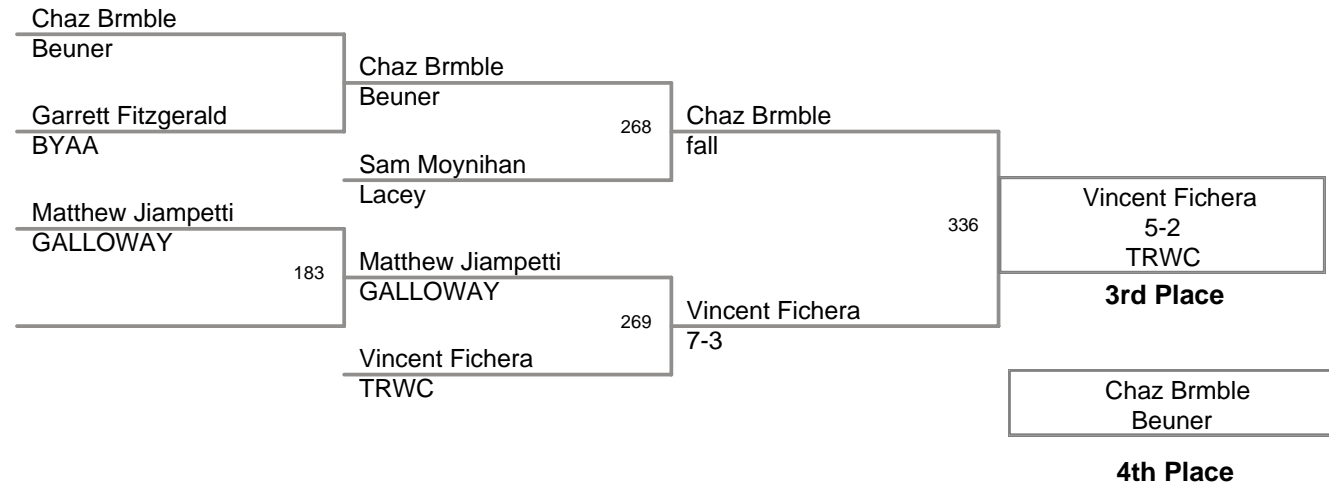 Chaz Brmble
Beuner
Garrett Fitzgerald
BYAA
Matthew Jiampetti
GALLOWAY
183
Chaz Brmble
Beuner
268
Sam Moynihan
Lacey
Matthew Jiampetti
GALLOWAY
269
Vincent Fichera
TRWC
Chaz Brmble
fall
336
Vincent Fichera
7-3
Vincent Fichera
5-2
TRWC
3rd Place
Chaz Brmble
Beuner
4th Place